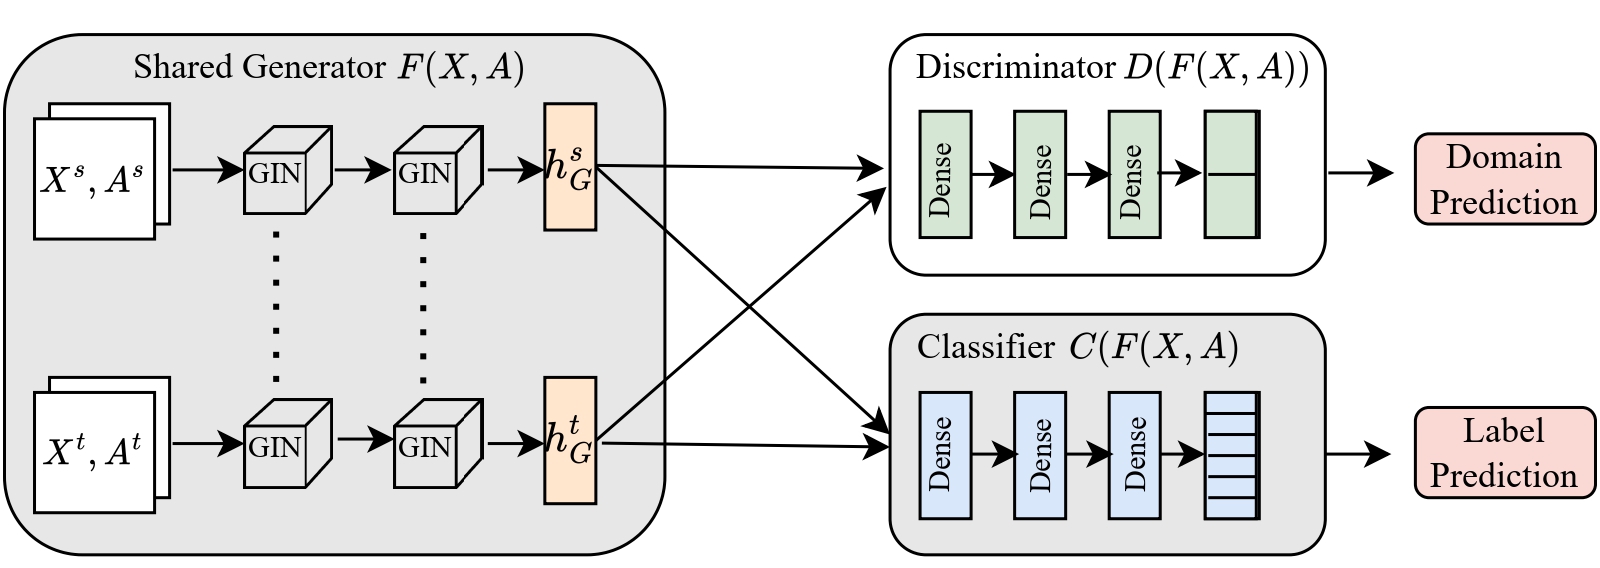 Shared Generator F(X, A)
X^s, A^s
GIN
GIN
h_G^s
X^t, A^t
GIN
GIN
h_G^t
Discriminator D(F(X, A))
Dense
Dense
Dense
Domain
Prediction
Classifier C(F(X, A)
Dense
Dense
Dense
Label
Prediction